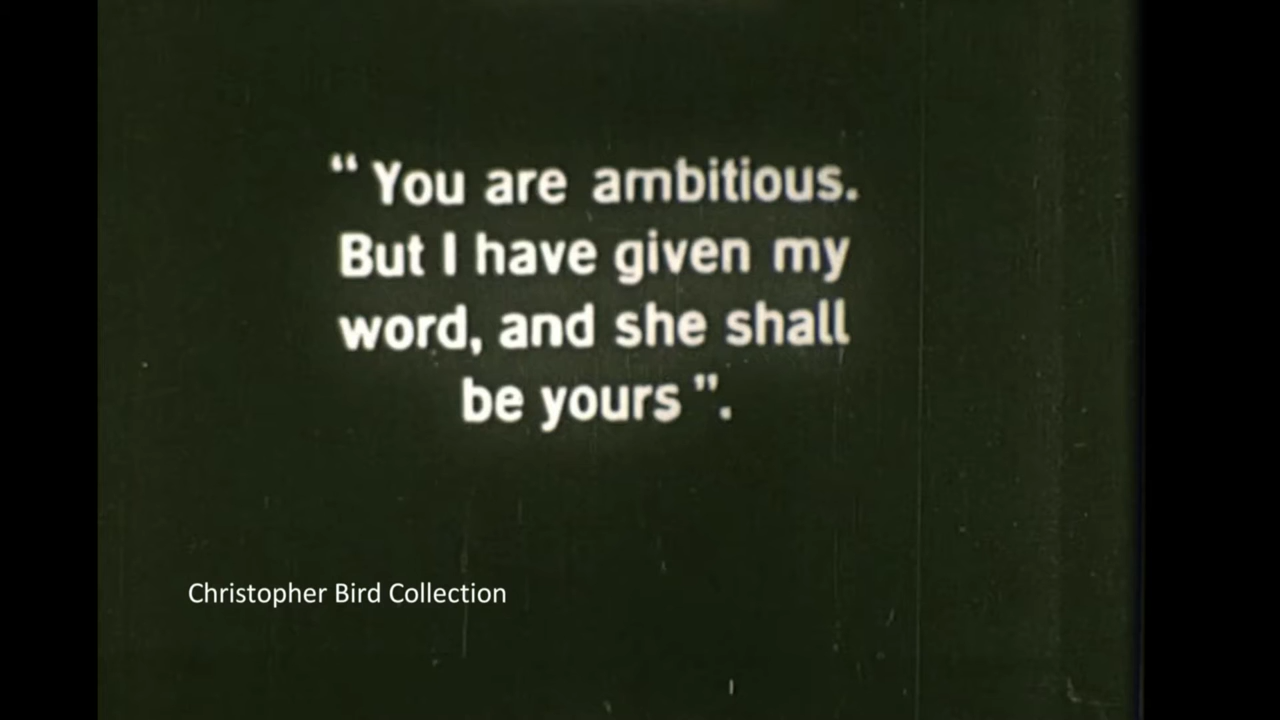 “ You are ambitious.
But I have given my
word, and she shall
be yours ”.
Christopher Bird Collection